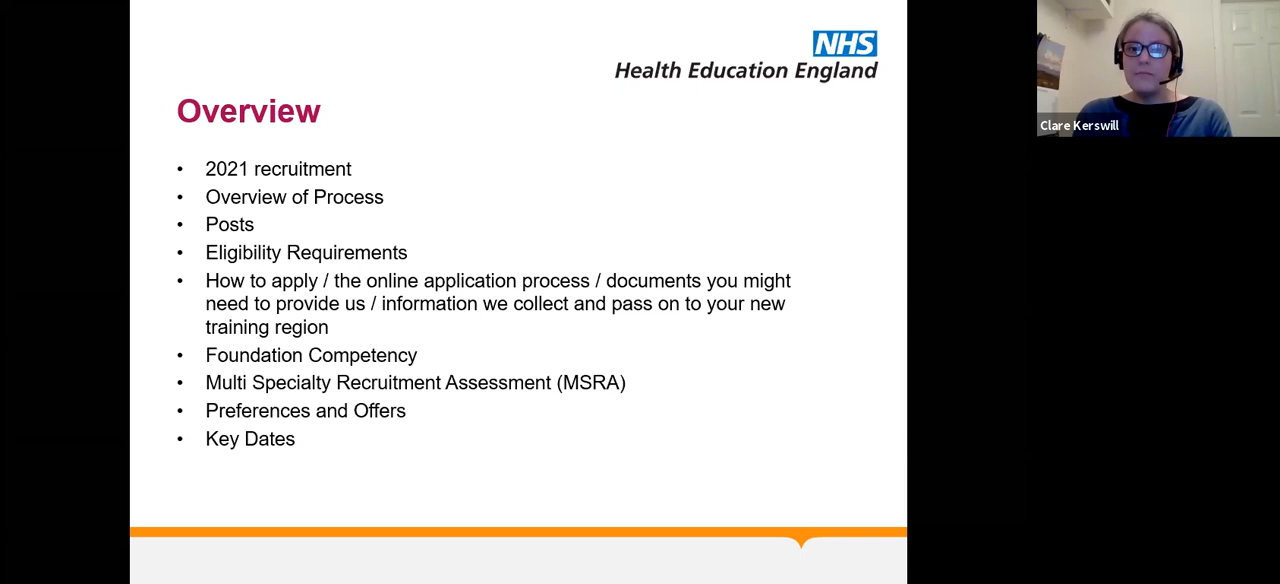 NHS
Health Education England
Overview
• 2021 recruitment
• Overview of Process
• Posts
• Eligibility Requirements
• How to apply / the online application process / documents you might
need to provide us / information we collect and pass on to your new
training region
• Foundation Competency
• Multi Specialty Recruitment Assessment (MSRA)
• Preferences and Offers
• Key Dates
Clare Kerswill